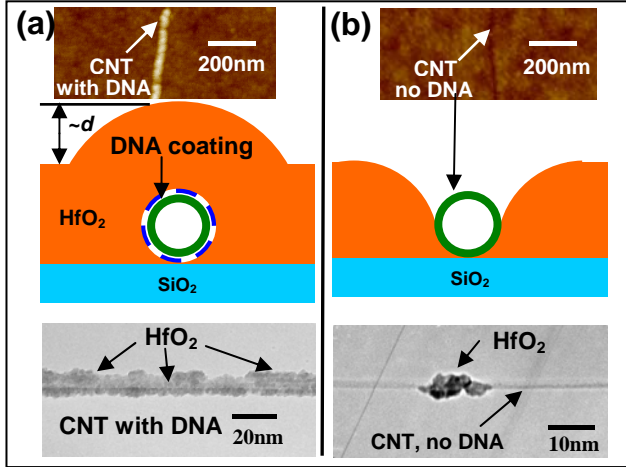 (a)
CNT
with DNA
200nm
~d
DNA coating
HfO2
SiO2
HfO2
CNT with DNA
20nm
(b)
CNT
no DNA
200nm
SiO2
HfO2
CNT, no DNA
10nm